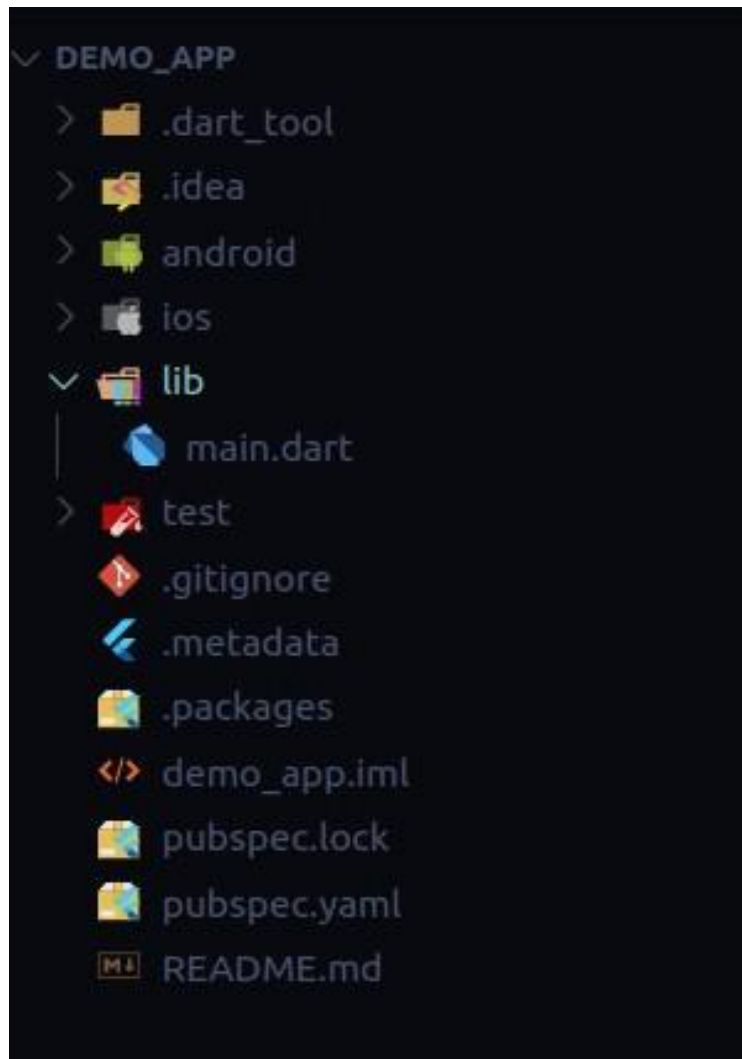 DEMO_APP
.dart_tool
.idea
android
ios
lib
main.dart
test
.gitignore
.metadata
.packages
</> demo_app.iml
pubspec.lock
pubspec.yaml
M↓ README.md